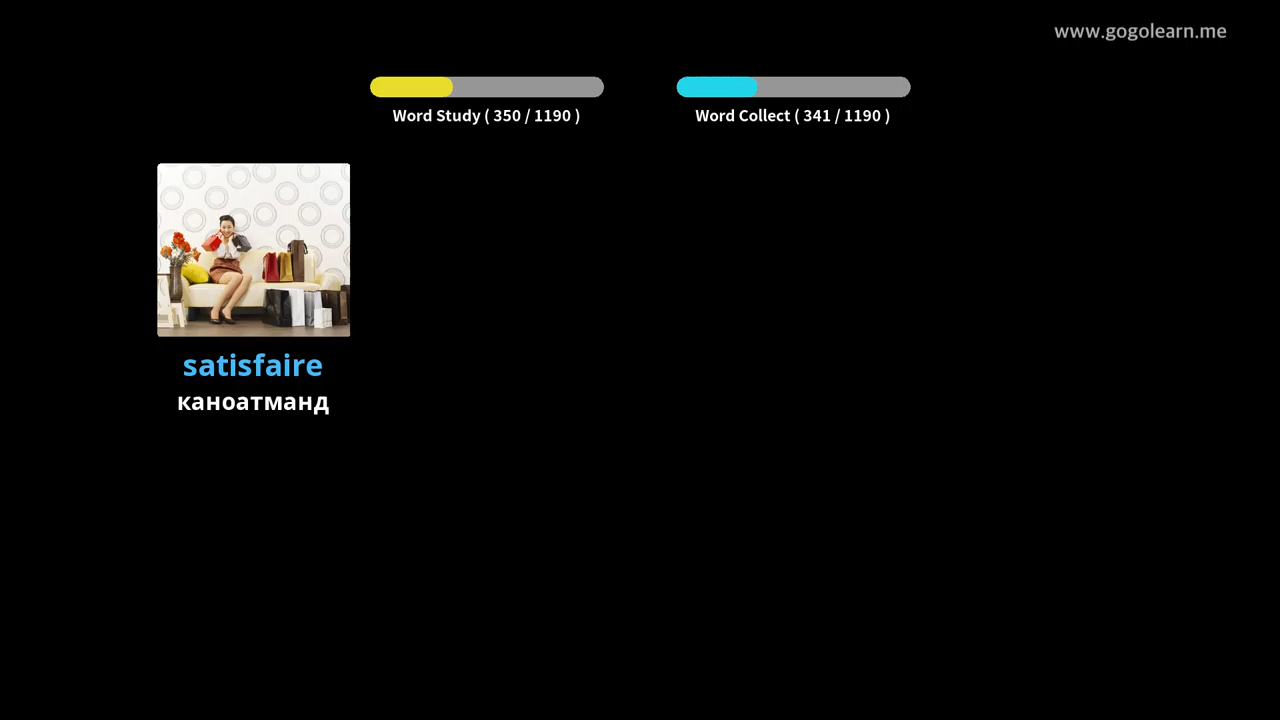 www.gogolearn.me
Word Study ( 350 / 1190 )
Word Collect ( 341 / 1190 )
satisfaire
каноатманд